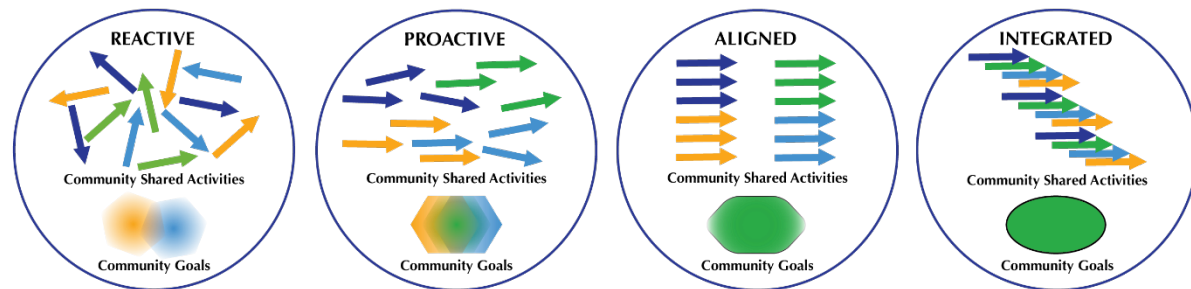 REACTIVE
Community Shared Activities
Community Goals
PROACTIVE
Community Shared Activities
Community Goals
ALIGNED
Community Shared Activities
Community Goals
INTEGRATED
Community Shared Activities
Community Goals